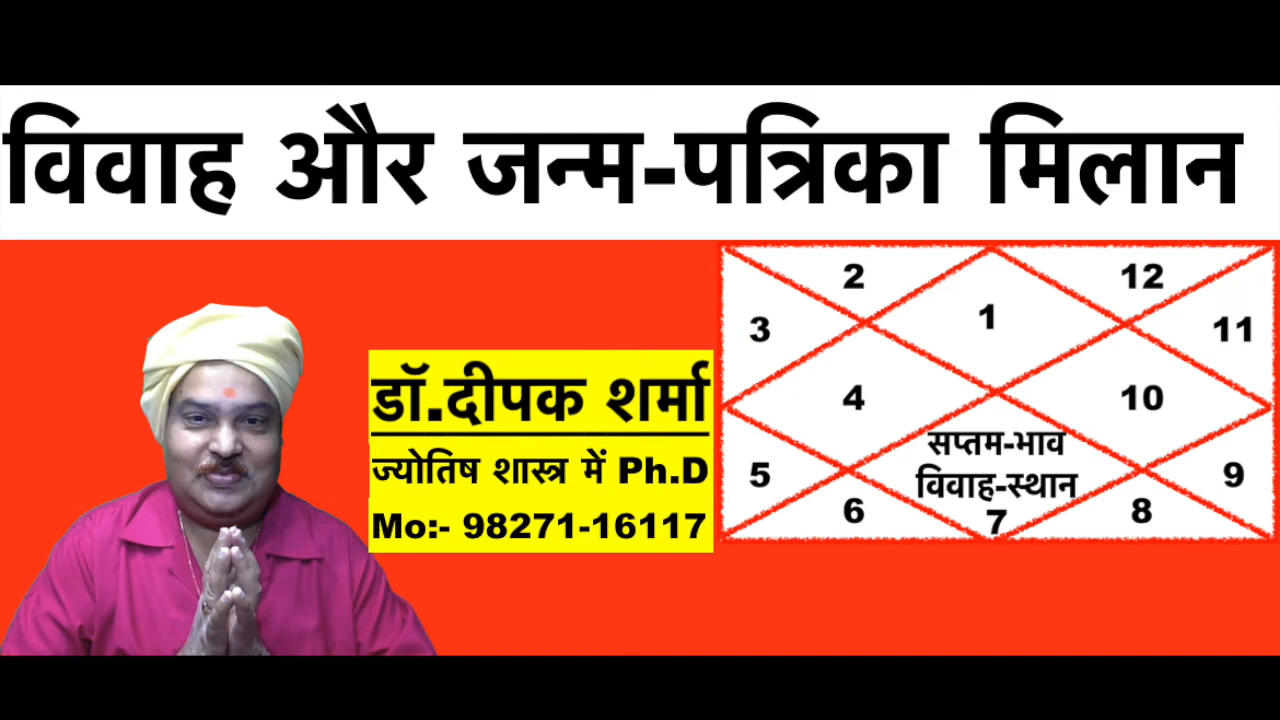 विवाह और जन्म-पत्रिका मिलान
डॉ.दीपक शर्मा
ज्योतिष शास्त्र में Ph.D
Mo:- 98271-16117
2
12
1
3
11
4
10
सप्तम-भाव
विवाह-स्थान
5
9
6
7
8